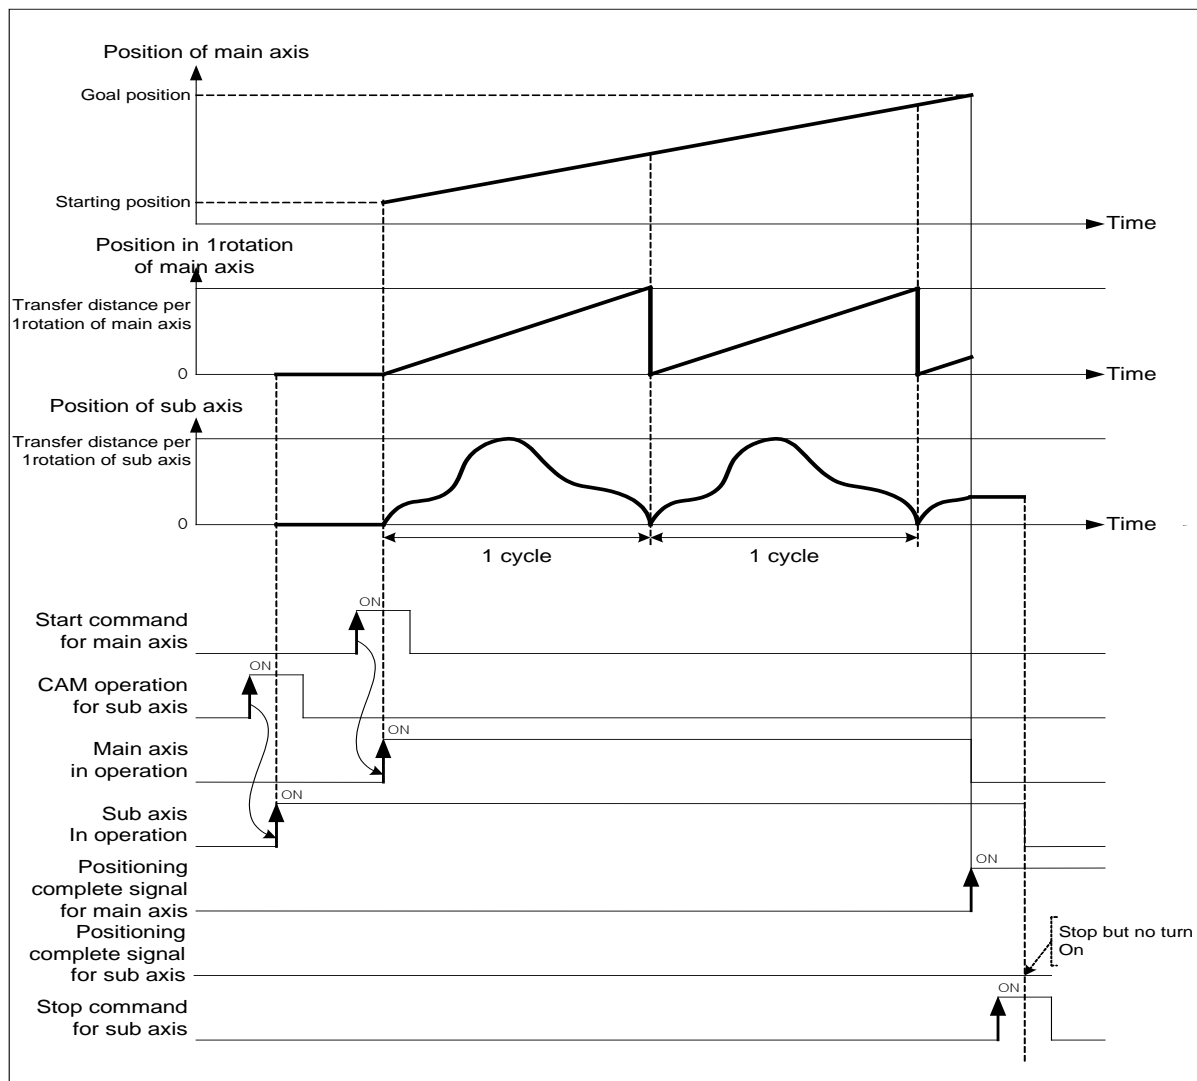 Position of main axis
Goal position
Starting position
Time
Position in 1rotation
of main axis
Transfer distance per
1rotation of main axis
0
Time
Position of sub axis
Transfer distance per
1rotation of sub axis
0
Time
1 cycle
1 cycle
ON
Start command
for main axis
ON
CAM operation
for sub axis
ON
Main axis
in operation
ON
Sub axis
In operation
ON
Positioning
complete signal
for main axis
Positioning
complete signal
for sub axis
Stop but no turn
On
ON
Stop command
for sub axis